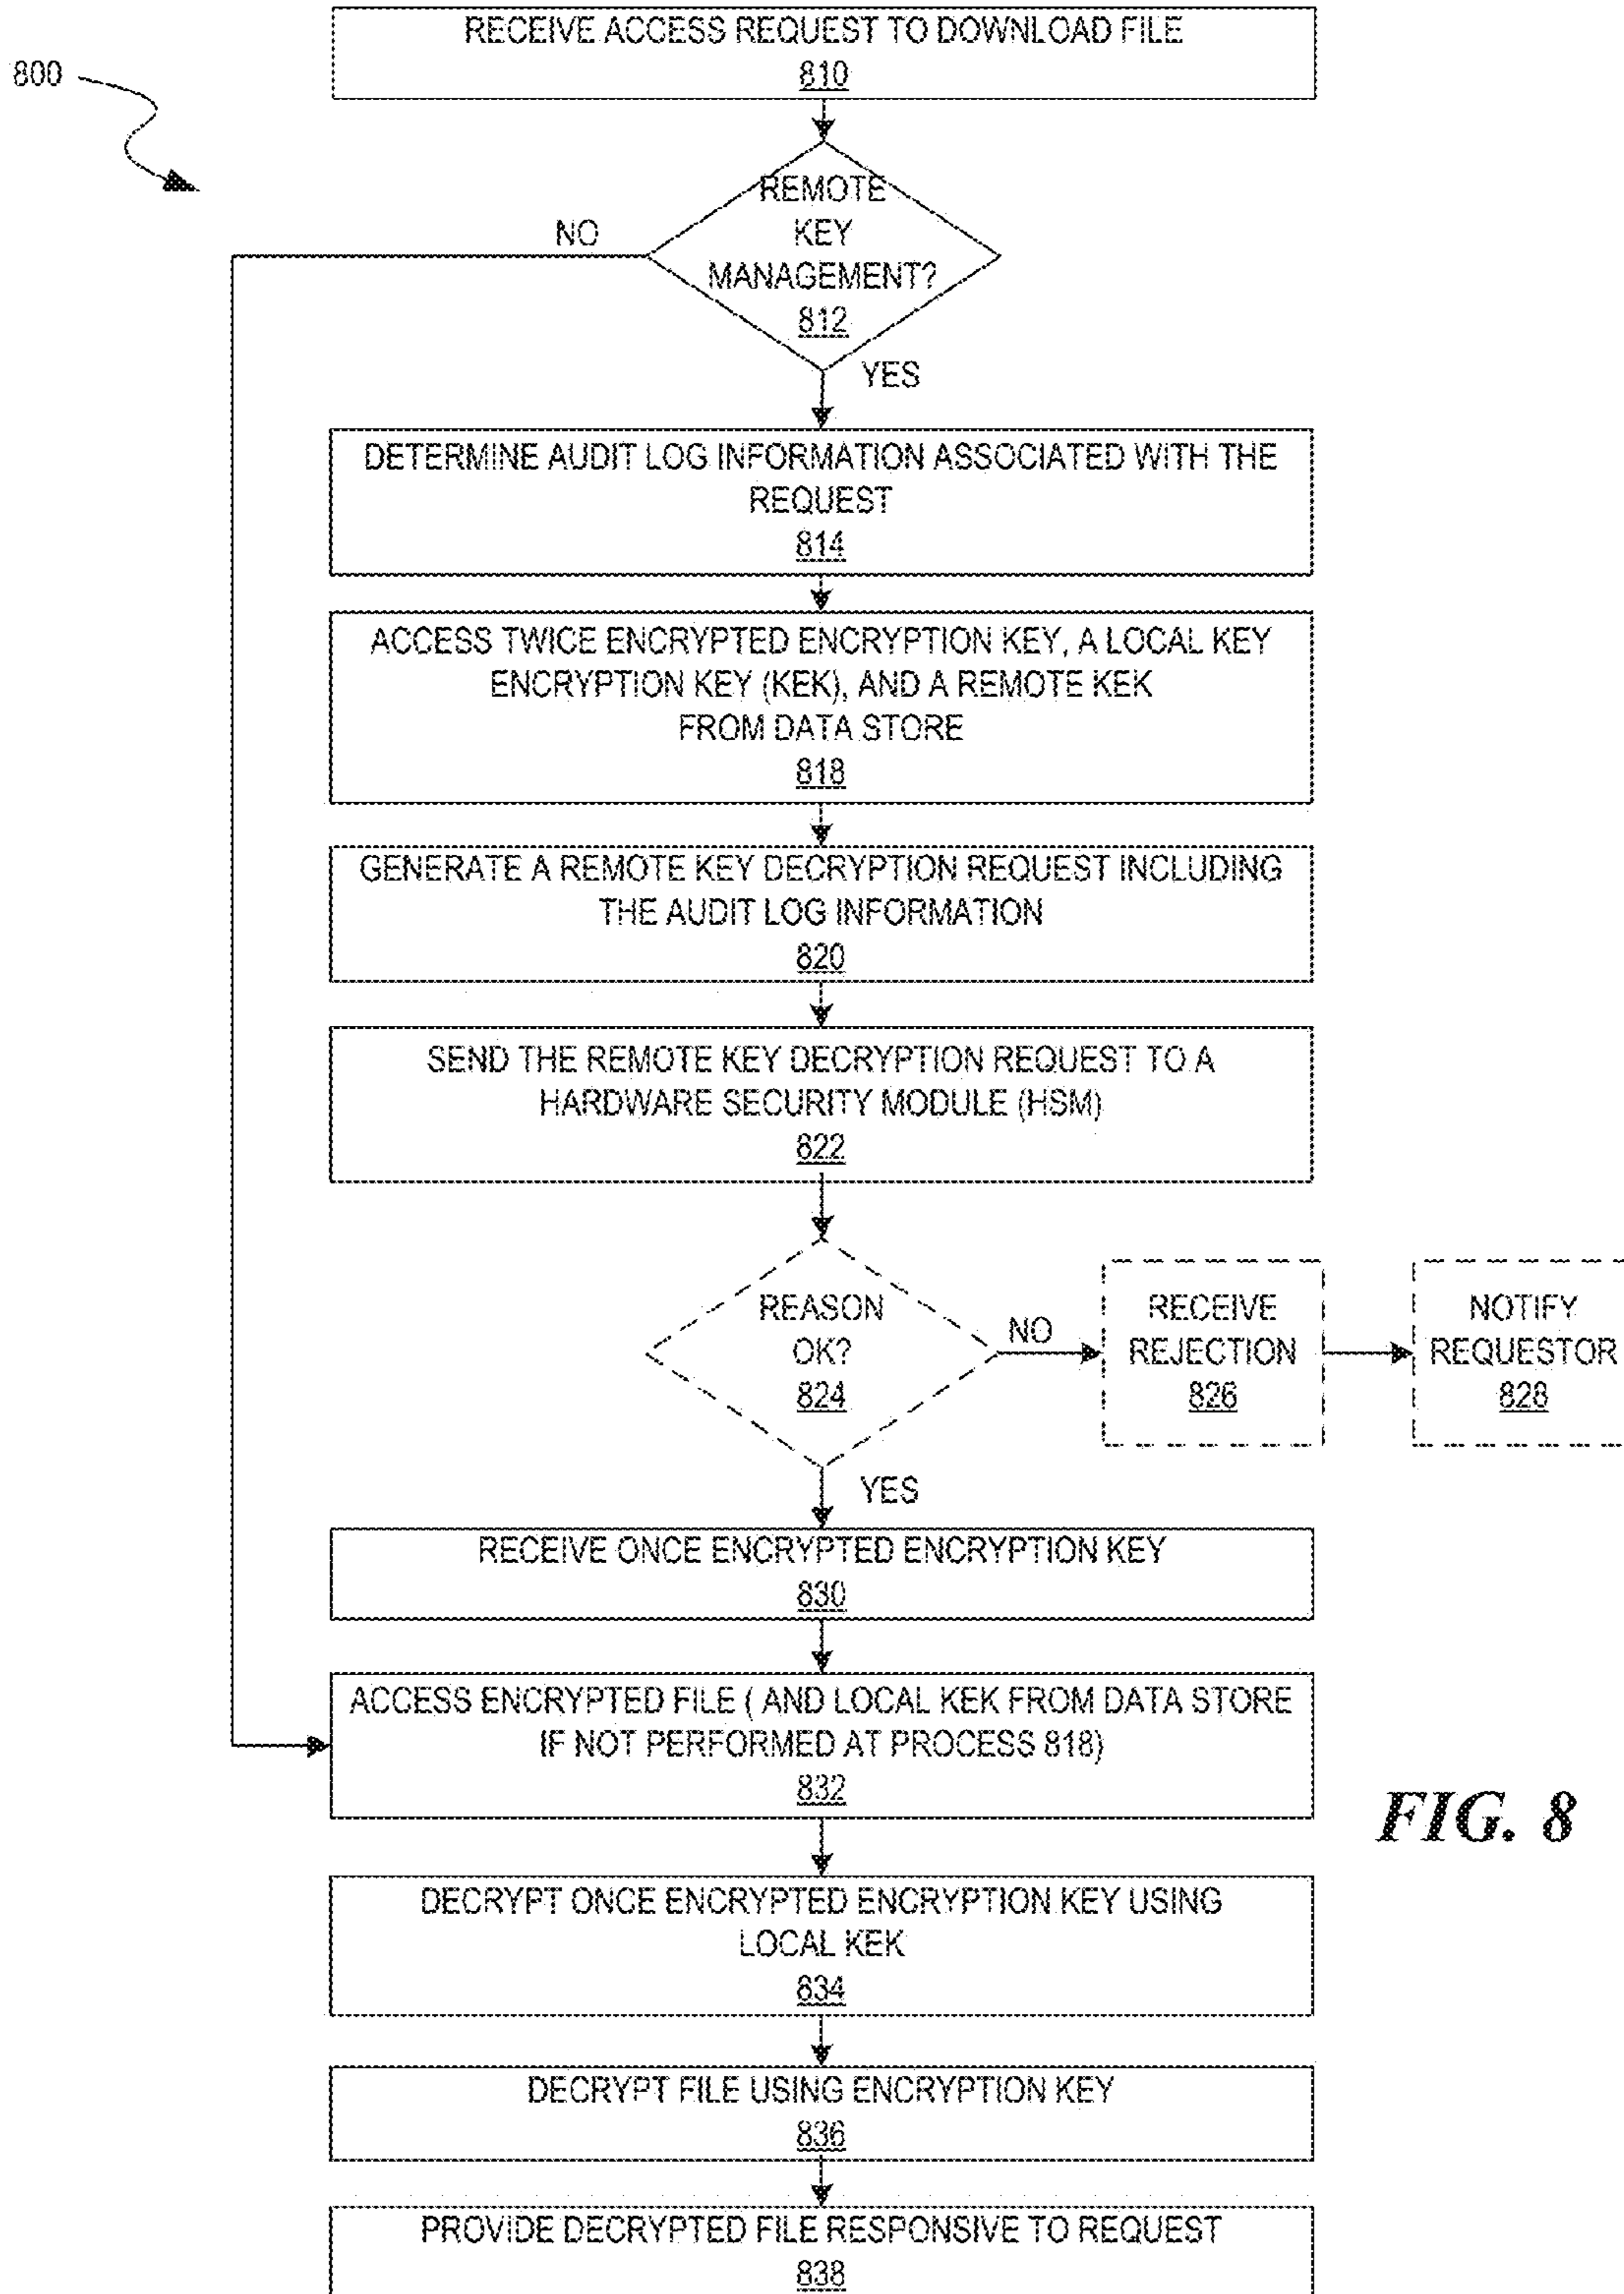 RECEIVE ACCESS REQUEST TO DOWNLOAD FILE
810
800
REMOTE
KEY
MANAGEMENT?
812
NO
YES
DETERMINE AUDIT LOG INFORMATION ASSOCIATED WITH THE
REQUEST
814
ACCESS TWICE ENCRYPTED ENCRYPTION KEY, A LOCAL KEY
ENCRYPTION KEY (KEK), AND A REMOTE KEK
FROM DATA STORE
818
GENERATE A REMOTE KEY DECRYPTION REQUEST INCLUDING
THE AUDIT LOG INFORMATION
820
SEND THE REMOTE KEY DECRYPTION REQUEST TO A
HARDWARE SECURITY MODULE (HSM)
822
REASON
OK?
824
NO
RECEIVE
REJECTION
826
NOTIFY
REQUESTOR
828
YES
RECEIVE ONCE ENCRYPTED ENCRYPTION KEY
830
ACCESS ENCRYPTED FILE ( AND LOCAL KEK FROM DATA STORE
IF NOT PERFORMED AT PROCESS 818)
832
FIG. 8
DECRYPT ONCE ENCRYPTED ENCRYPTION KEY USING
LOCAL KEK
834
DECRYPT FILE USING ENCRYPTION KEY
836
PROVIDE DECRYPTED FILE RESPONSIVE TO REQUEST
838